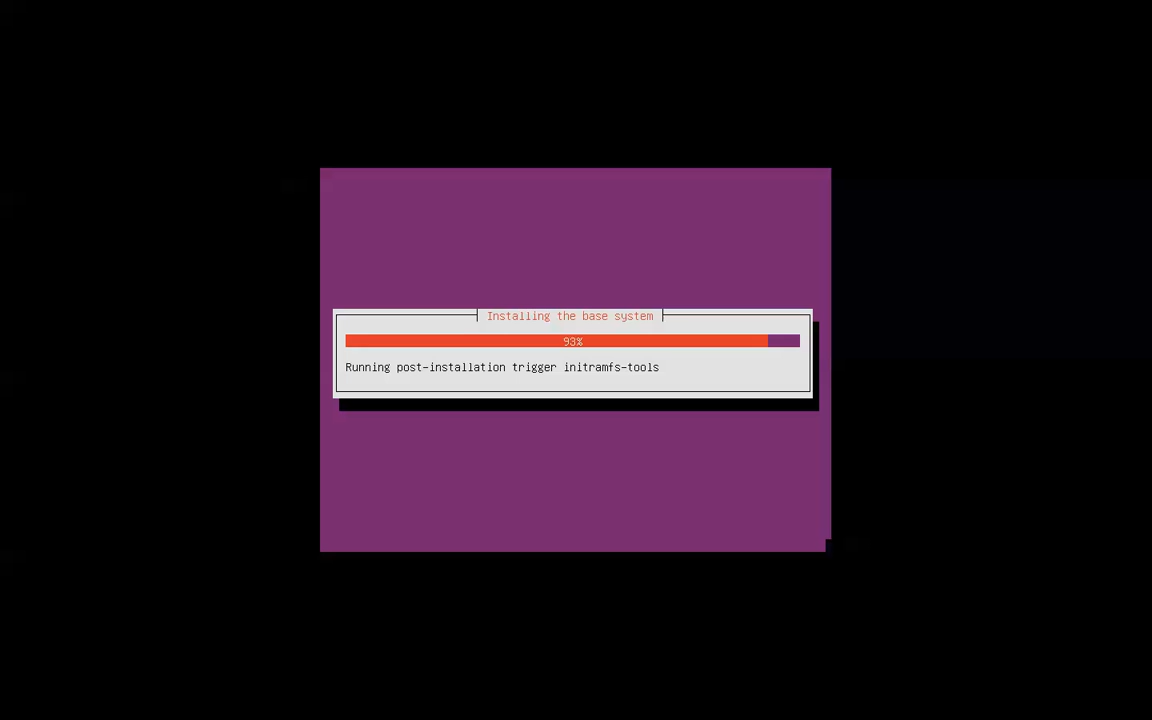 Installing the base system
93%
Running post-installation trigger initramfs-tools